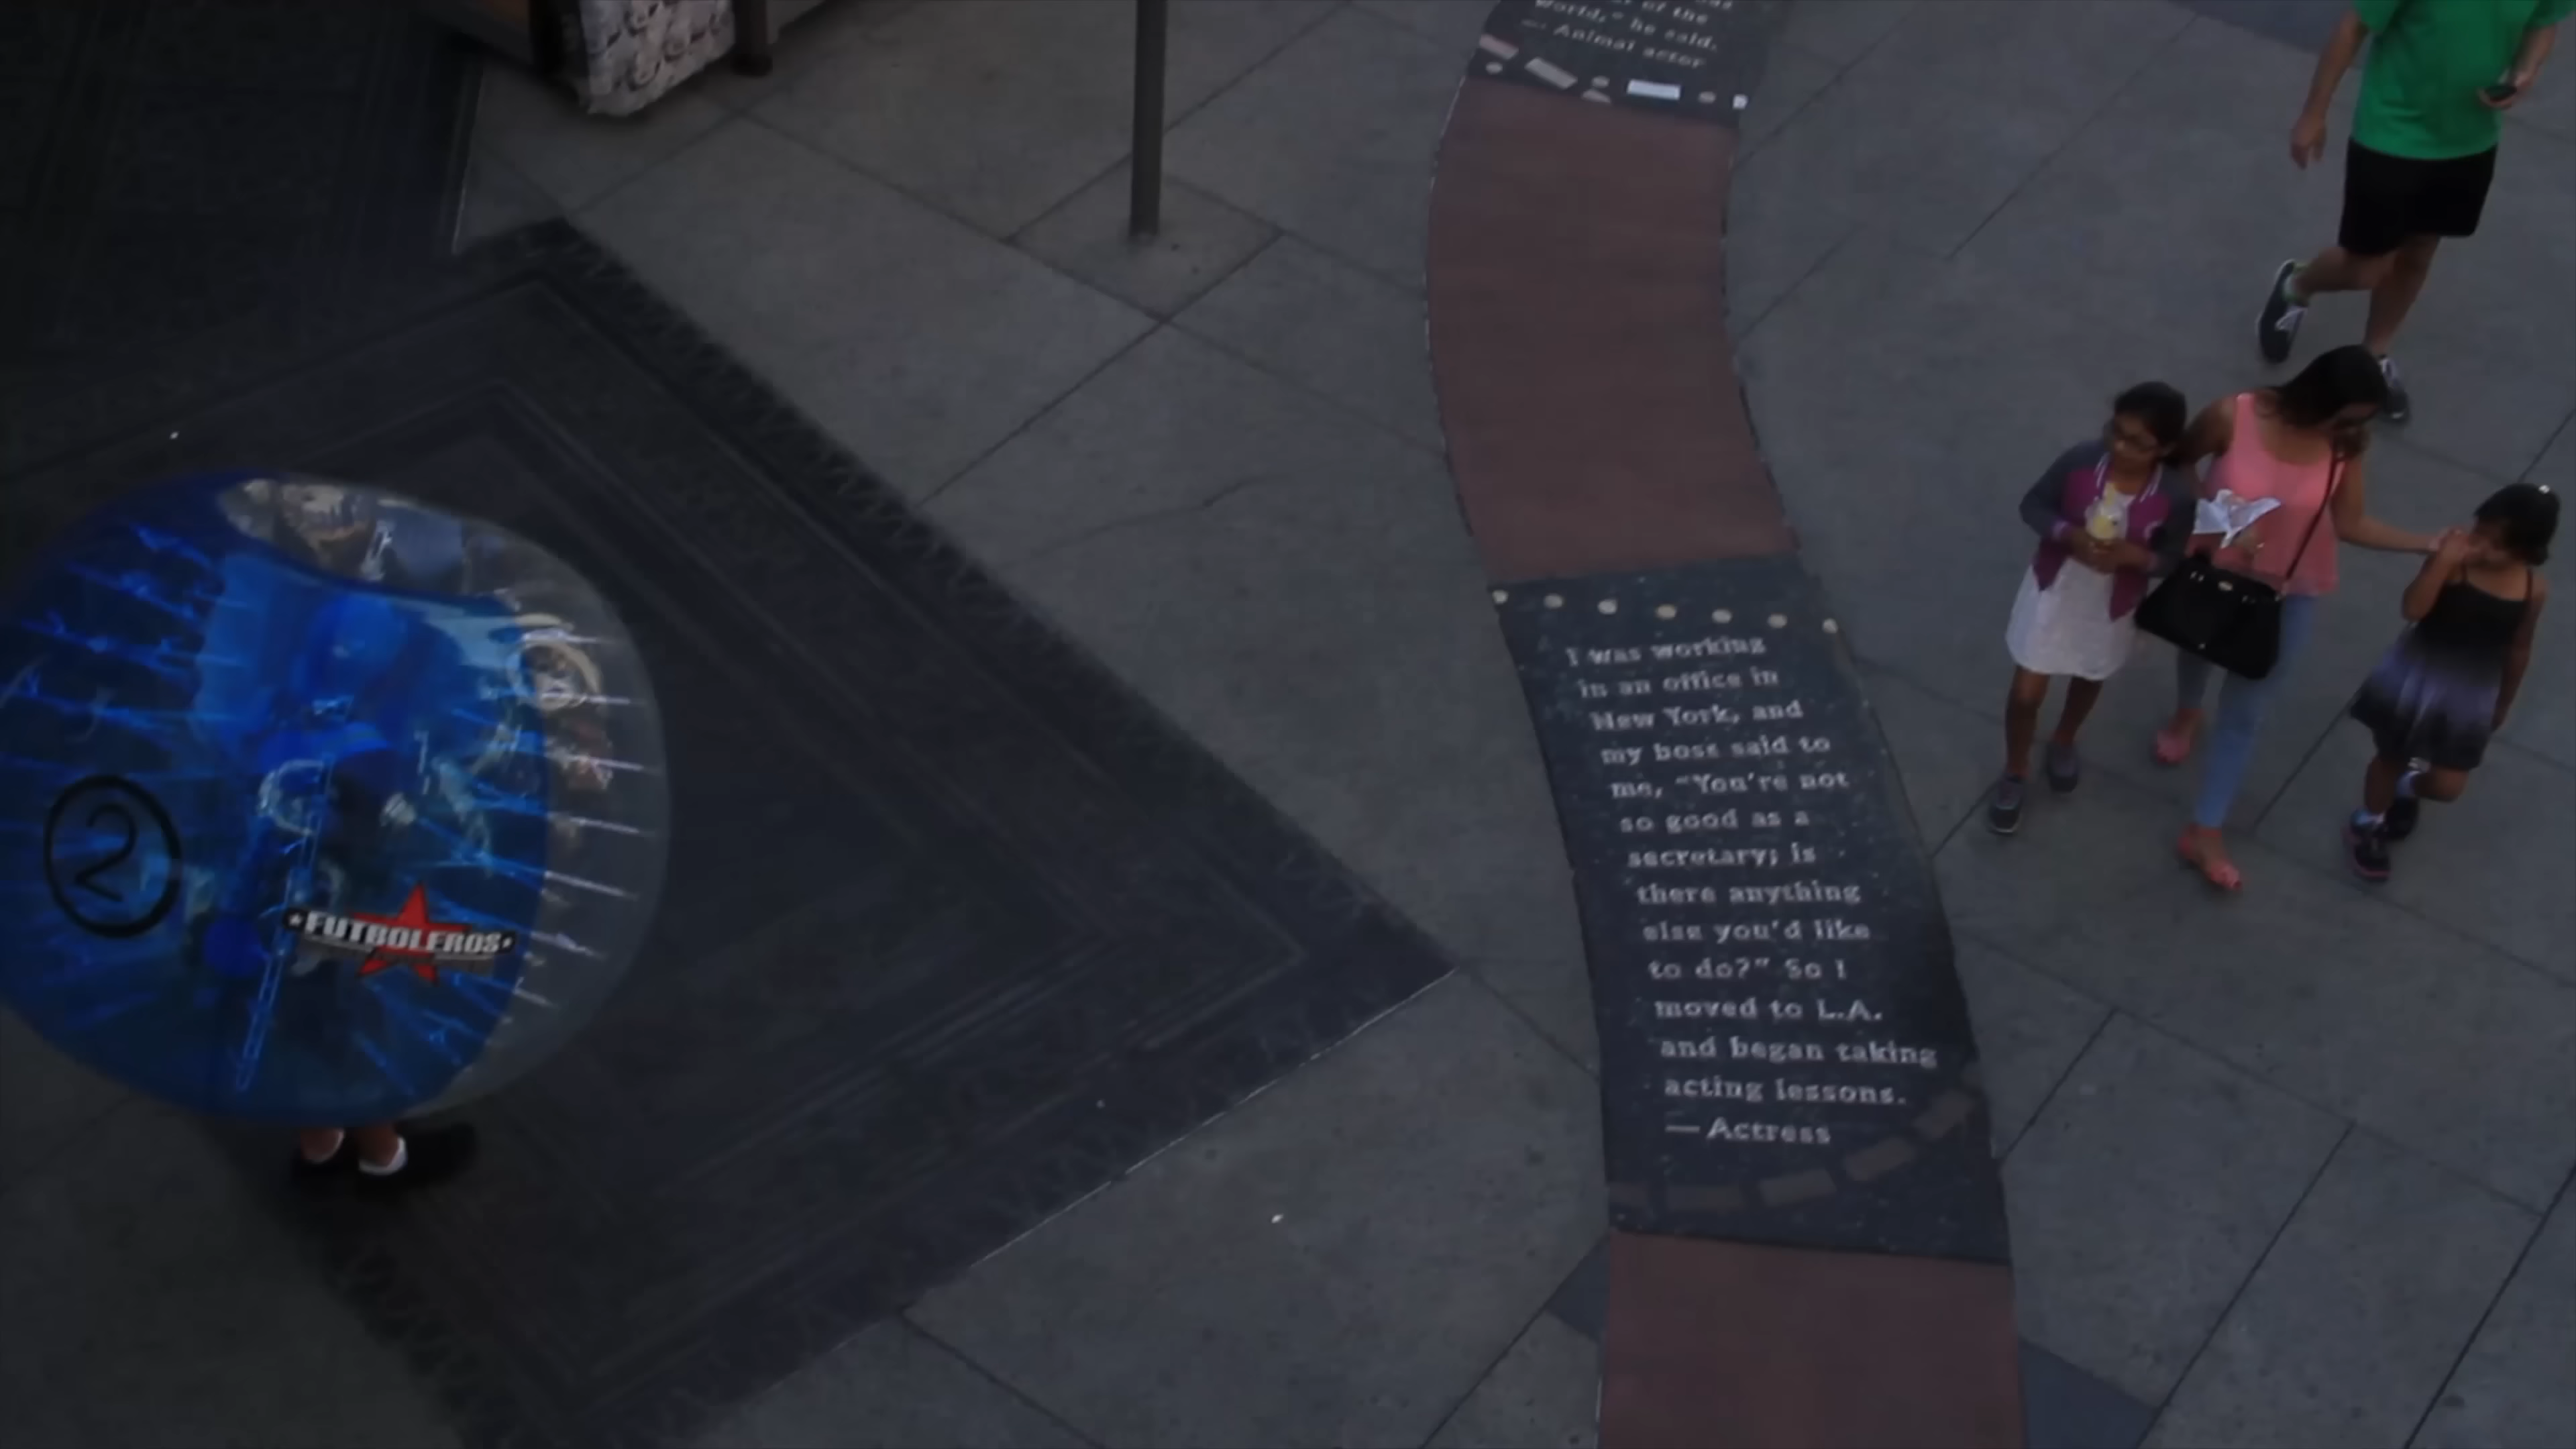 of the
world," he said.
— Animal actor
I was working
in an office in
New York, and
my boss said to
me, "You're not
so good as a
secretary; is
there anything
else you'd like
to do?" So I
moved to L.A.
and began taking
acting lessons.
— Actress
2
FUTBOLEROS